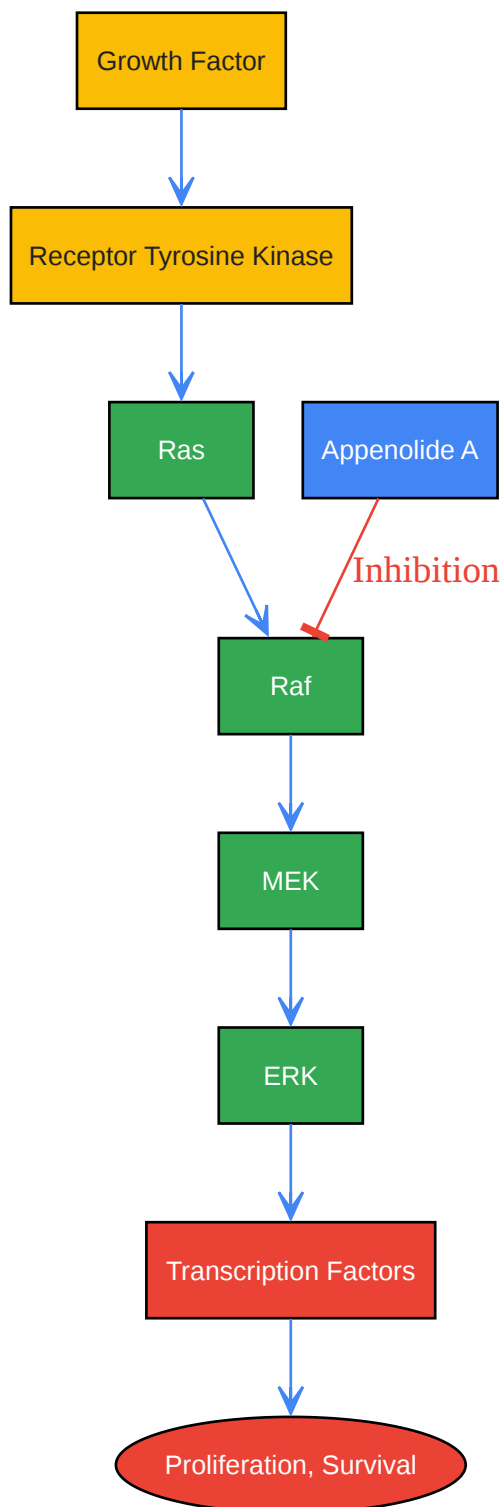 Growth Factor
Receptor Tyrosine Kinase
Ras
Appenolide A
Inhibition
Raf
MEK
ERK
Transcription Factors
Proliferation, Survival